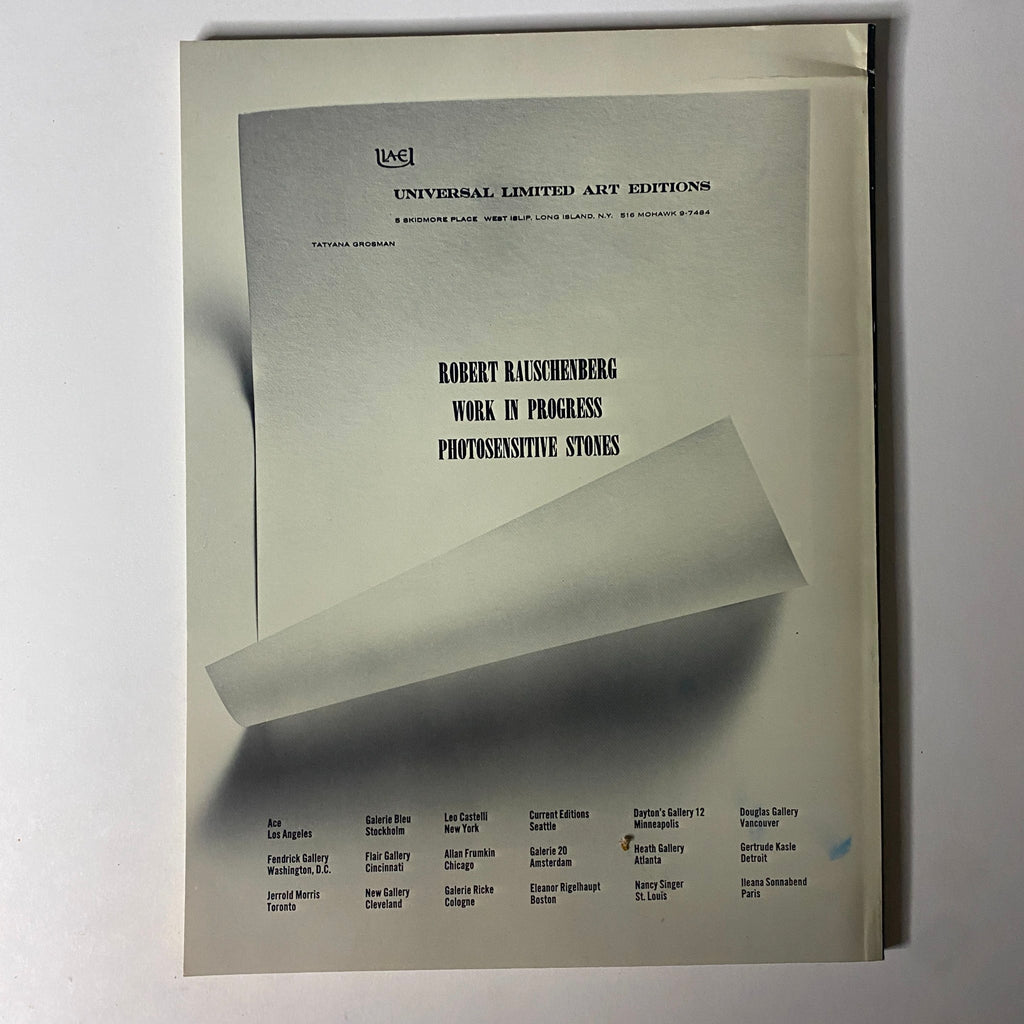 ULAE
UNIVERSAL LIMITED ART EDITIONS
5 SKIDMORE PLACE WEST ISLIP, LONG ISLAND, N.Y. 516 MOHAWK 9-7484
TATYANA GROSMAN
ROBERT RAUSCHENBERG
WORK IN PROGRESS
PHOTOSENSITIVE STONES
Ace
Los Angeles
Galerie Bleu
Stockholm
Leo Castelli
New York
Current Editions
Seattle
Dayton's Gallery 12
Minneapolis
Douglas Gallery
Vancouver
Fendrick Gallery
Washington, D.C.
Flair Gallery
Cincinnati
Allan Frumkin
Chicago
Galerie 20
Amsterdam
Heath Gallery
Atlanta
Gertrude Kasle
Detroit
Jerrold Morris
Toronto
New Gallery
Cleveland
Galerie Ricke
Cologne
Eleanor Rigelhaupt
Boston
Nancy Singer
St. Louis
Ileana Sonnabend
Paris